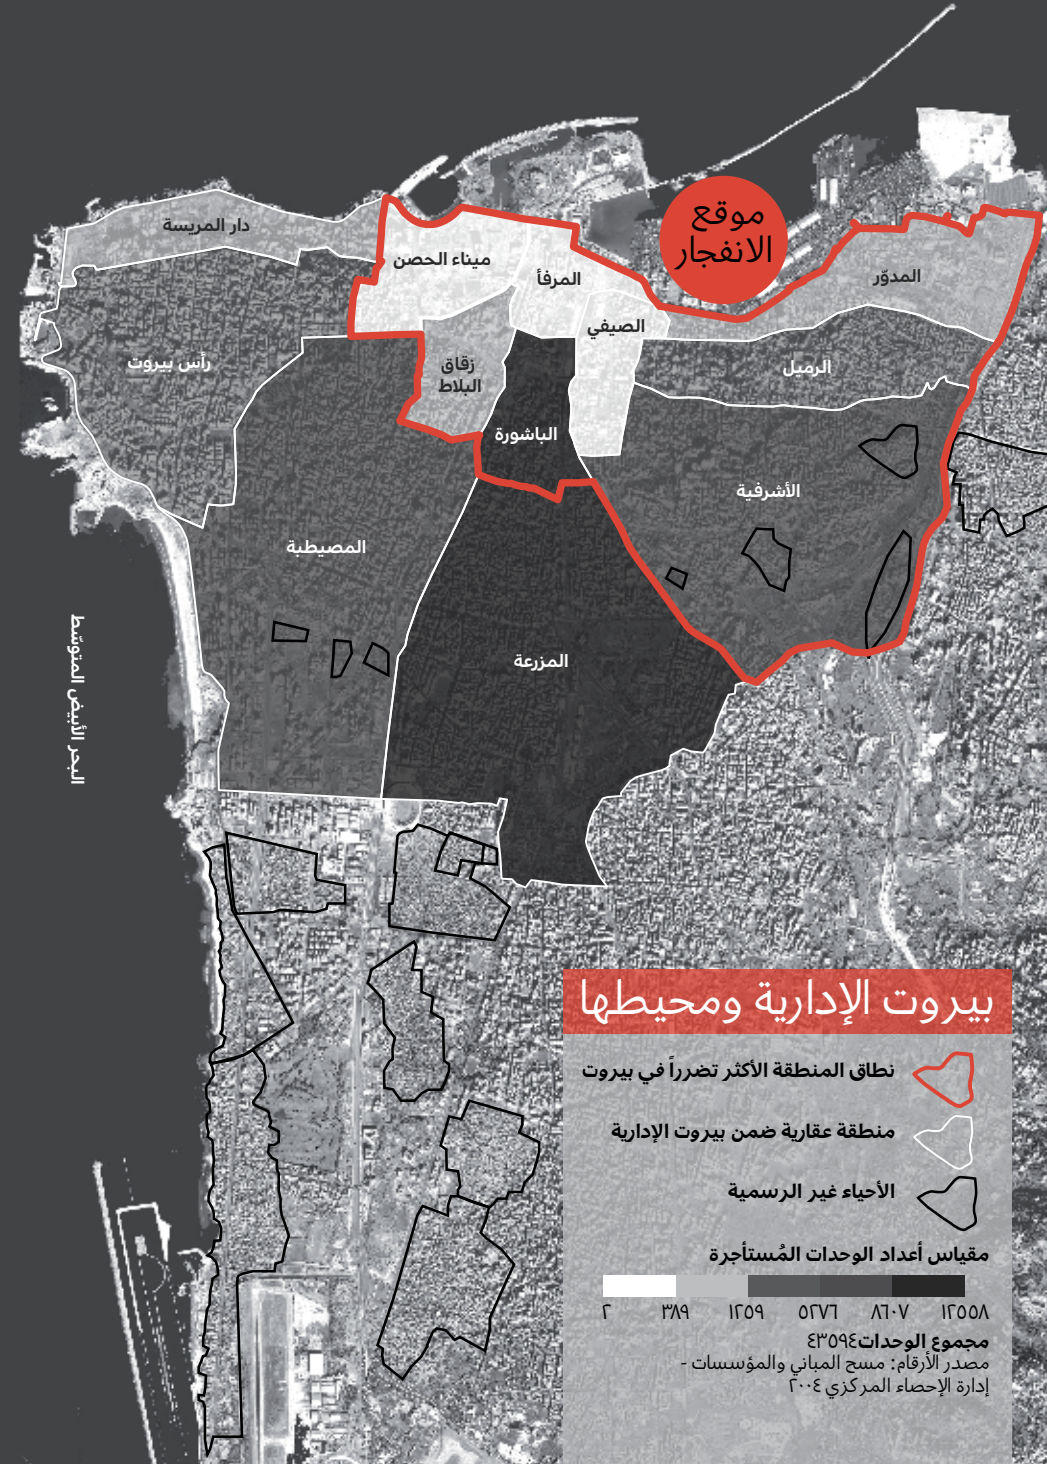 موقع
الانفجار
دار المريسة
ميناء الحصن
المرفأ
المدوّر
الصيفي
رأس بيروت
زقاق
البلاط
الرميل
الباشورة
الأشرفية
المصيطبة
المزرعة
البحر الأبيض المتوسّط
بيروت الإدارية ومحيطها
نطاق المنطقة الأكثر تضرراً في بيروت
منطقة عقارية ضمن بيروت الإدارية
الأحياء غير الرسمية
مقياس أعداد الوحدات المُستأجرة
٢ ٣٨٩ ١٢٥٩ ٥٢٧٦ ٨٦٠٧ ١٢٥٥٨
مجموع الوحدات٤٣٥٩٤
مصدر الأرقام: مسح المباني والمؤسسات -
إدارة الإحصاء المركزي ٢٠٠٤